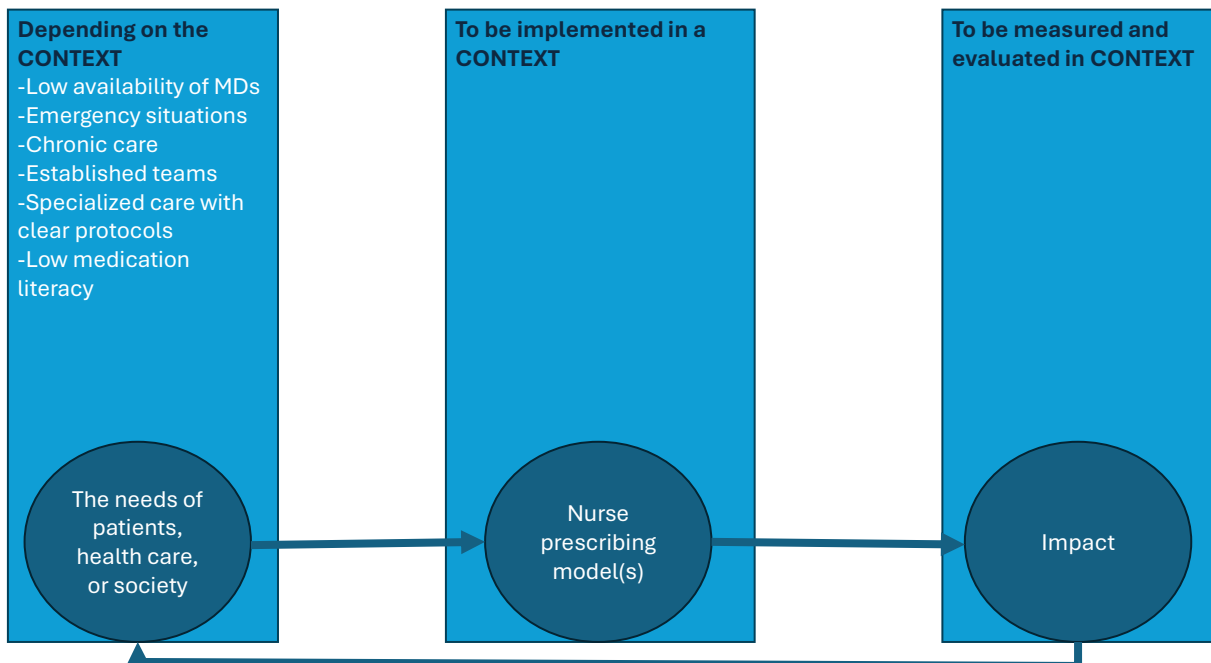 Depending on the
CONTEXT
-Low availability of MDs
-Emergency situations
-Chronic care
-Established teams
-Specialized care with
clear protocols
-Low medication
literacy
The needs of
patients,
health care,
or society
To be implemented in a
CONTEXT
Nurse
prescribing
model(s)
To be measured and
evaluated in CONTEXT
Impact